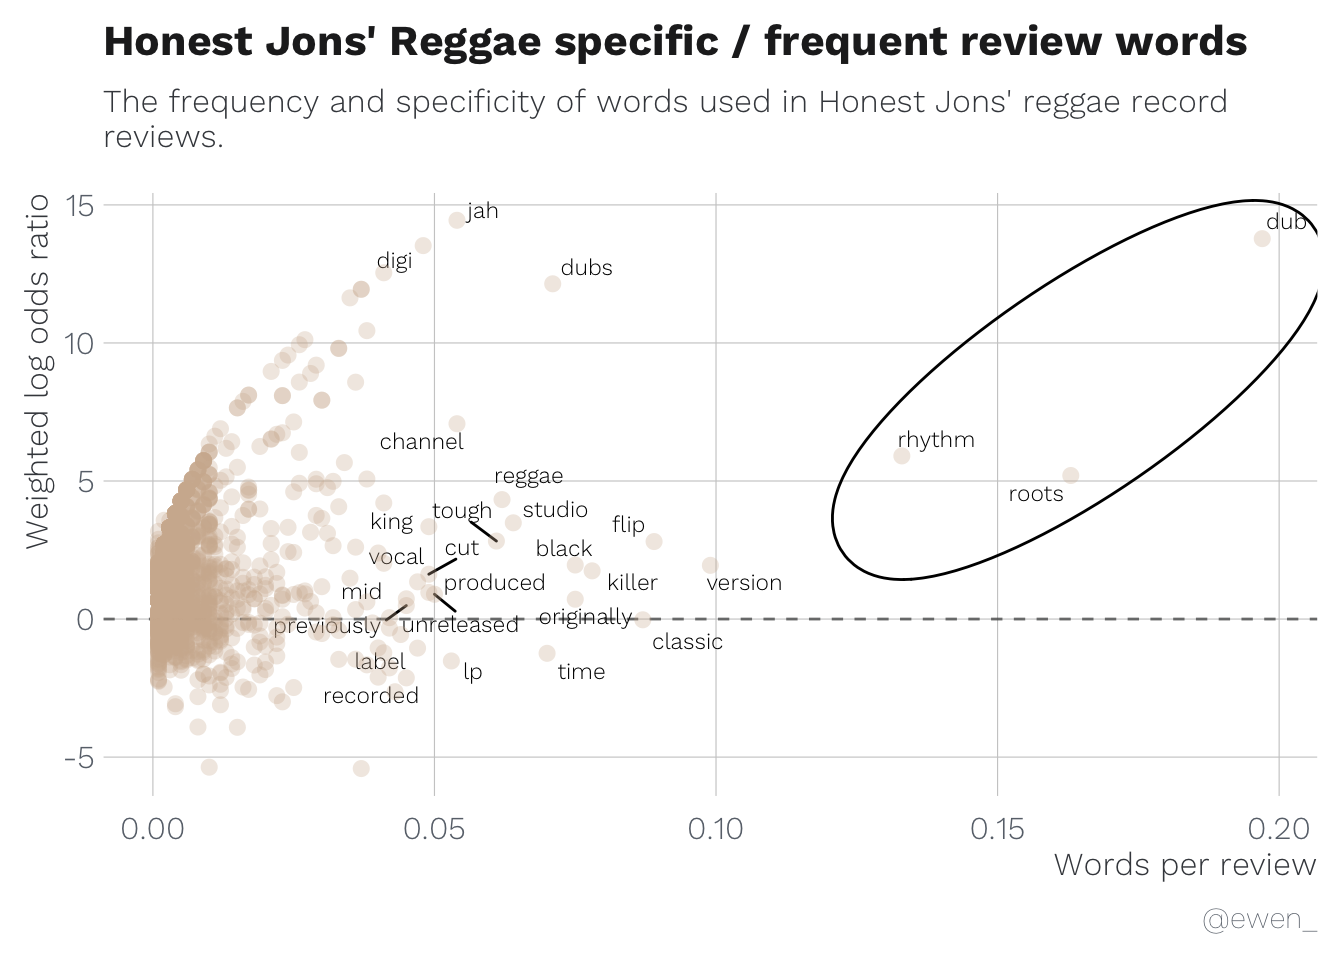 Honest Jons' Reggae specific / frequent review words
The frequency and specificity of words used in Honest Jons' reggae record
reviews.
Weighted log odds ratio
15
10
5
0
-5
jah
digi
dubs
dub
channel
rhythm
roots
reggae
tough
studio
king
flip
cut
black
vocal
mid
produced
killer
version
previously
unreleased
originally
classic
label
lp
time
recorded
0.00
0.05
0.10
0.15
0.20
Words per review
@ewen_